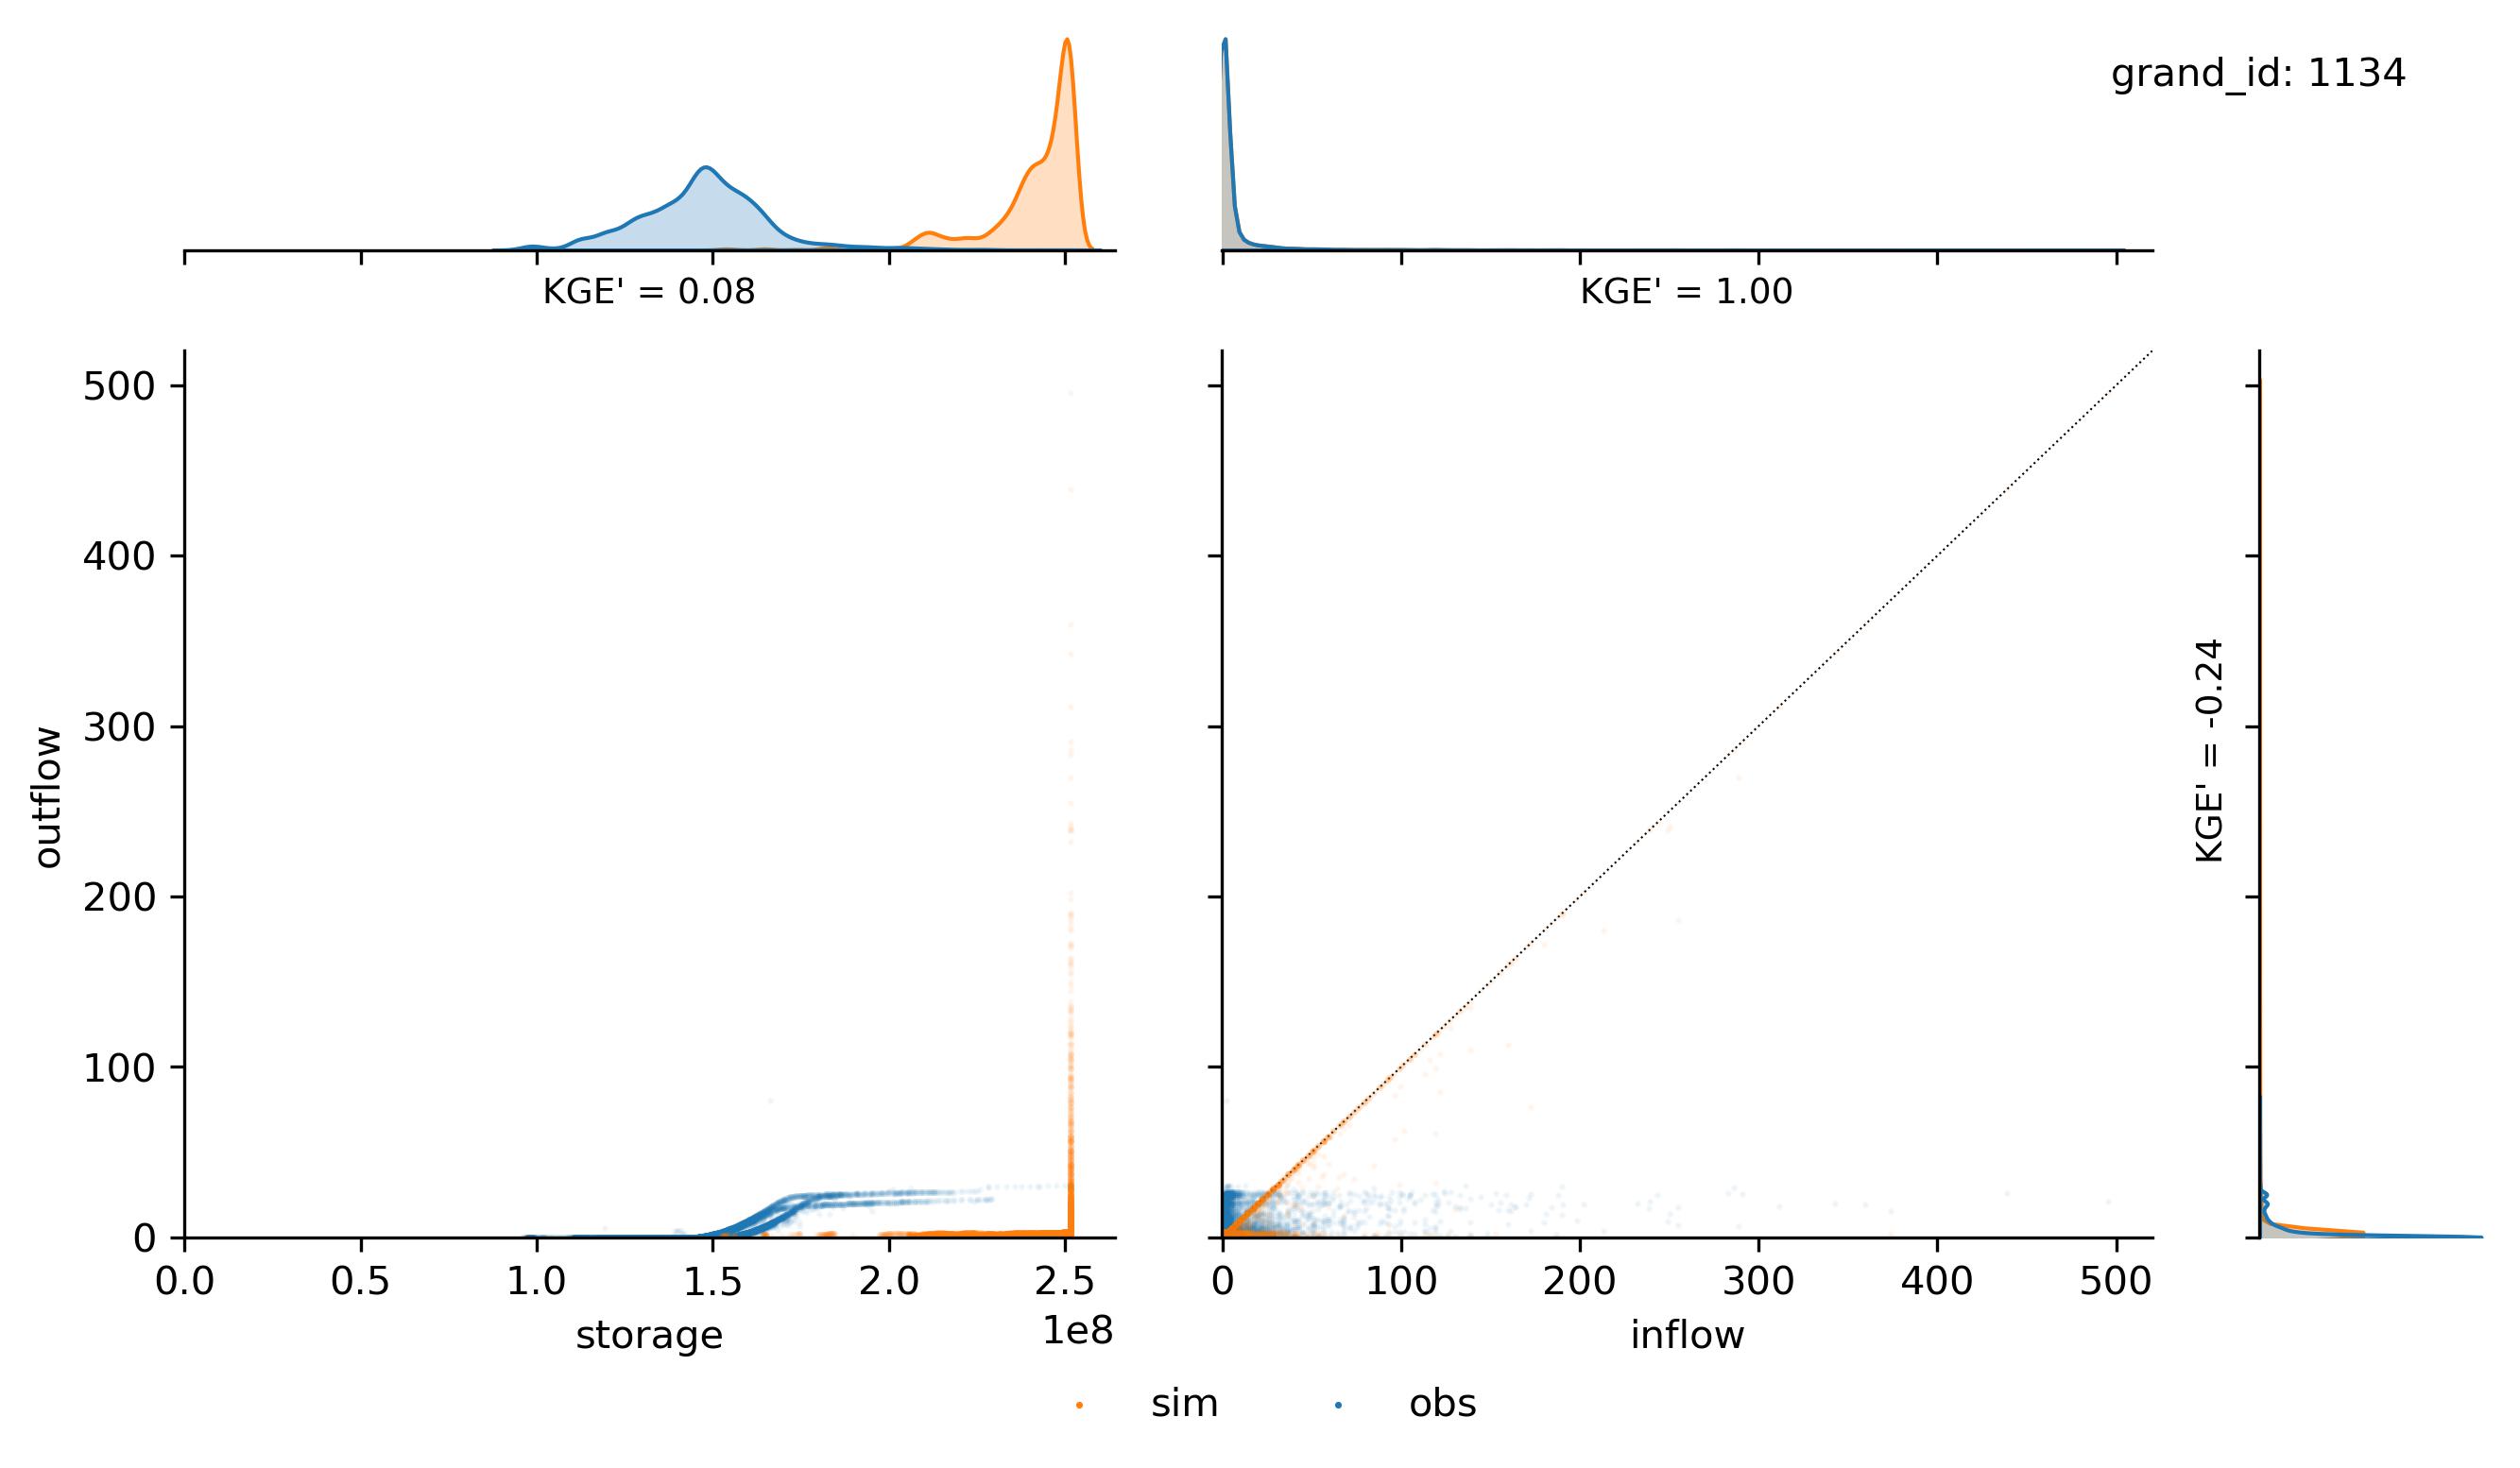 grand_id: 1134
KGE' = 0.08
KGE' = 1.00
500
400
300
200
100
0
outflow
KGE' = -0.24
0.0 0.5 1.0 1.5 2.0 2.5
1e8
storage
0 100 200 300 400 500
inflow
sim obs